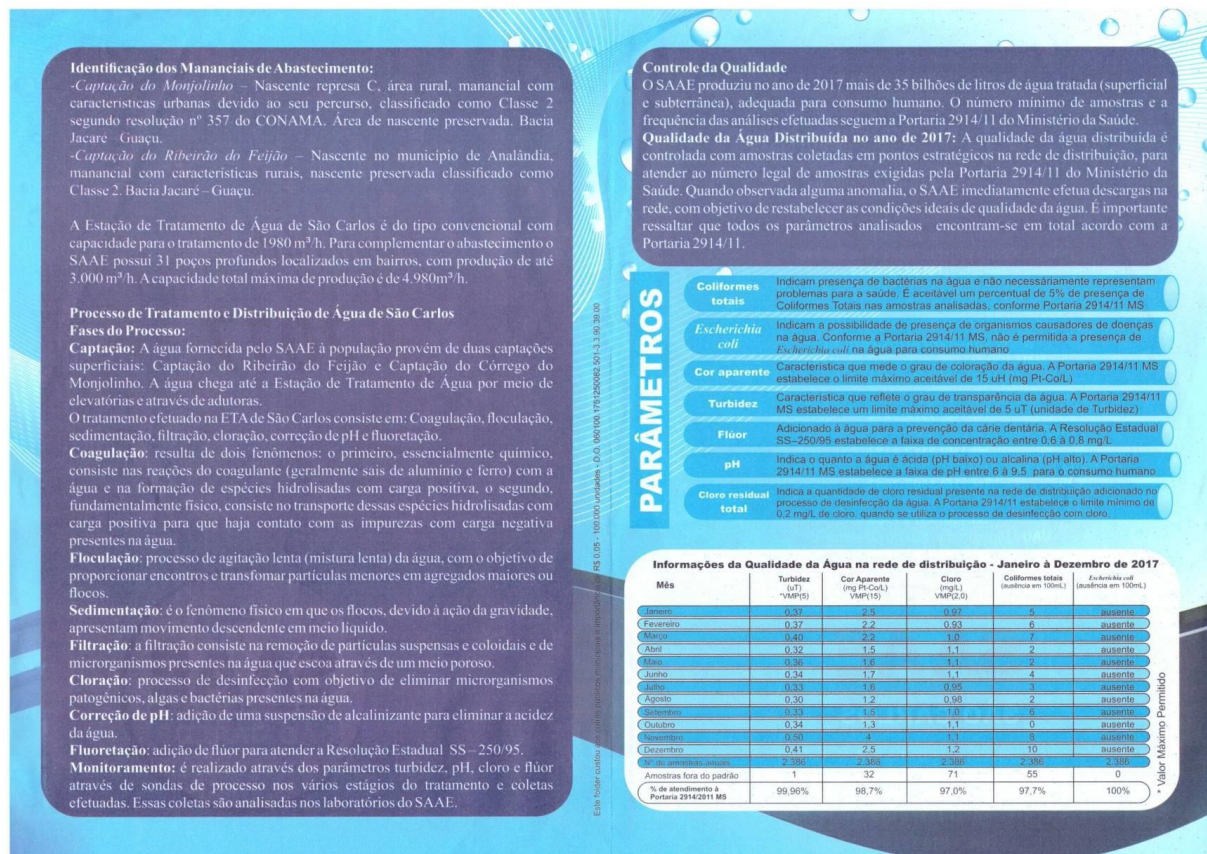 Identificação dos Mananciais de Abastecimento:
-Captação do Monjolinho – Nascente represa C, área rural, manancial com
características urbanas devido ao seu percurso, classificado como Classe 2
segundo resolução nº 357 do CONAMA. Área de nascente preservada. Bacia
Jacaré – Guaçu.
-Captação do Ribeirão do Feijão – Nascente no município de Analândia,
manancial com características rurais, nascente preservada classificado como
Classe 2. Bacia Jacaré – Guaçu.
A Estação de Tratamento de Água de São Carlos é do tipo convencional com
capacidade para o tratamento de 1980 m³/h. Para complementar o abastecimento o
SAAE possui 31 poços profundos localizados em bairros, com produção de até
3.000 m³/h. A capacidade total máxima de produção é de 4.980m³/h.
Processo de Tratamento e Distribuição de Água de São Carlos
Fases do Processo:
Captação: A água fornecida pelo SAAE à população provém de duas captações
superficiais: Captação do Ribeirão do Feijão e Captação do Córrego do
Monjolinho. A água chega até a Estação de Tratamento de Água por meio de
elevatórias e através de adutoras.
O tratamento efetuado na ETA de São Carlos consiste em: Coagulação, floculação,
sedimentação, filtração, cloração, correção de pH e fluoretação.
Coagulação: resulta de dois fenômenos: o primeiro, essencialmente químico,
consiste nas reações do coagulante (geralmente sais de alumínio e ferro) com a
água e na formação de espécies hidrolisadas com carga positiva, o segundo,
fundamentalmente físico, consiste no transporte dessas espécies hidrolisadas com
carga positiva para que haja contato com as impurezas com carga negativa
presentes na água.
Floculação: processo de agitação lenta (mistura lenta) da água, com o objetivo de
proporcionar encontros e transfomar partículas menores em agregados maiores ou
flocos.
Sedimentação: é o fenômeno físico em que os flocos, devido à ação da gravidade,
apresentam movimento descendente em meio líquido.
Filtração: a filtração consiste na remoção de partículas suspensas e coloidais e de
microrganismos presentes na água que escoa através de um meio poroso.
Cloração: processo de desinfecção com objetivo de eliminar microrganismos
patogênicos, algas e bactérias presentes na água.
Correção de pH: adição de uma suspensão de alcalinizante para eliminar a acidez
da água.
Fluoretação: adição de flúor para atender a Resolução Estadual SS – 250/95.
Monitoramento: é realizado através dos parâmetros turbidez, pH, cloro e flúor
através de sondas de processo nos vários estágios do tratamento e coletas
efetuadas. Essas coletas são analisadas nos laboratórios do SAAE.
Este folder custou aos cofres públicos municipais a importância de R$ 0,05 - 100.000 unidades - D.O. 060100.1751250082.501-3.3.90.39.00
Controle da Qualidade
O SAAE produziu no ano de 2017 mais de 35 bilhões de litros de água tratada (superficial
e subterrânea), adequada para consumo humano. O número mínimo de amostras e a
frequência das análises efetuadas seguem a Portaria 2914/11 do Ministério da Saúde.
Qualidade da Água Distribuída no ano de 2017: A qualidade da água distribuída é
controlada com amostras coletadas em pontos estratégicos na rede de distribuição, para
atender ao número legal de amostras exigidas pela Portaria 2914/11 do Ministério da
Saúde. Quando observada alguma anomalia, o SAAE imediatamente efetua descargas na
rede, com objetivo de restabelecer as condições ideais de qualidade da água. É importante
ressaltar que todos os parâmetros analisados encontram-se em total acordo com a
Portaria 2914/11.
PARÂMETROS
Coliformes totais
Indicam presença de bactérias na água e não necessáriamente representam
problemas para a saúde. É aceitável um percentual de 5% de presença de
Coliformes Totais nas amostras analisadas, conforme Portaria 2914/11 MS
Escherichia coli
Indicam a possibilidade de presença de organismos causadores de doenças
na água. Conforme a Portaria 2914/11 MS, não é permitida a presença de
Escherichia coli na água para consumo humano
Cor aparente
Característica que mede o grau de coloração da água. A Portaria 2914/11 MS
estabelece o limite máximo aceitável de 15 uH (mg Pt-Co/L)
Turbidez
Característica que reflete o grau de transparência da água. A Portaria 2914/11
MS estabelece um limite máximo aceitável de 5 uT (unidade de Turbidez)
Flúor
Adicionado à água para a prevenção da cárie dentária. A Resolução Estadual
SS–250/95 estabelece a faixa de concentração entre 0,6 à 0,8 mg/L
pH
Indica o quanto a água é ácida (pH baixo) ou alcalina (pH alto). A Portaria
2914/11 MS estabelece a faixa de pH entre 6 à 9,5 para o consumo humano
Cloro residual total
Indica a quantidade de cloro residual presente na rede de distribuição adicionado no
processo de desinfecção da água. A Portaria 2914/11 estabelece o limite mínimo de
0,2 mg/L de cloro, quando se utiliza o processo de desinfecção com cloro.
Informações da Qualidade da Água na rede de distribuição - Janeiro à Dezembro de 2017
Mês Turbidez (uT) *VMP(5) Cor Aparente (mg Pt-Co/L) VMP(15) Cloro (mg/L) VMP(2,0) Coliformes totais (ausência em 100mL) Escherichia coli (ausência em 100mL)
Janeiro 0,37 2,5 0,97 5 ausente
Fevereiro 0,37 2,2 0,93 6 ausente
Março 0,40 2,2 1,0 7 ausente
Abril 0,32 1,5 1,1 2 ausente
Maio 0,36 1,6 1,1 2 ausente
Junho 0,34 1,7 1,1 4 ausente
Julho 0,33 1,6 0,95 3 ausente
Agosto 0,30 1,2 0,98 2 ausente
Setembro 0,33 1,5 1,0 6 ausente
Outubro 0,34 1,3 1,1 0 ausente
Novembro 0,50 4 1,1 8 ausente
Dezembro 0,41 2,5 1,2 10 ausente
Nº de amostras anuais 2.386 2.386 2.386 2.386 2.386
Amostras fora do padrão 1 32 71 55 0
% de atendimento à Portaria 2914/2011 MS 99,96% 98,7% 97,0% 97,7% 100%
* Valor Máximo Permitido